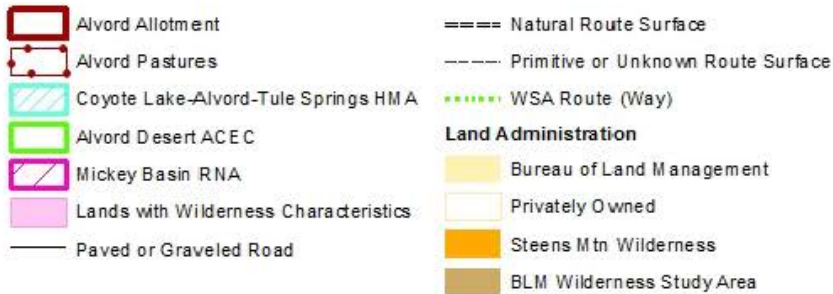 Alvord Allotment
Alvord Pastures
Coyote Lake-Alvord-Tule Springs HMA
Alvord Desert ACEC
Mickey Basin RNA
Lands with Wilderness Characteristics
Paved or Graveled Road
Natural Route Surface
Primitive or Unknown Route Surface
WSA Route (Way)
Land Administration
Bureau of Land Management
Privately Owned
Steens Mtn Wilderness
BLM Wilderness Study Area